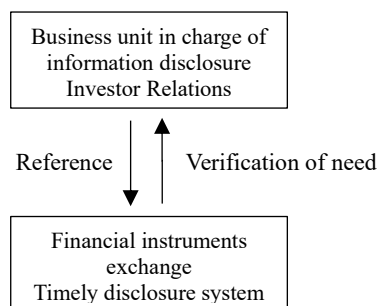 Business unit in charge of
information disclosure
Investor Relations
Reference
Verification of need
Financial instruments
exchange
Timely disclosure system